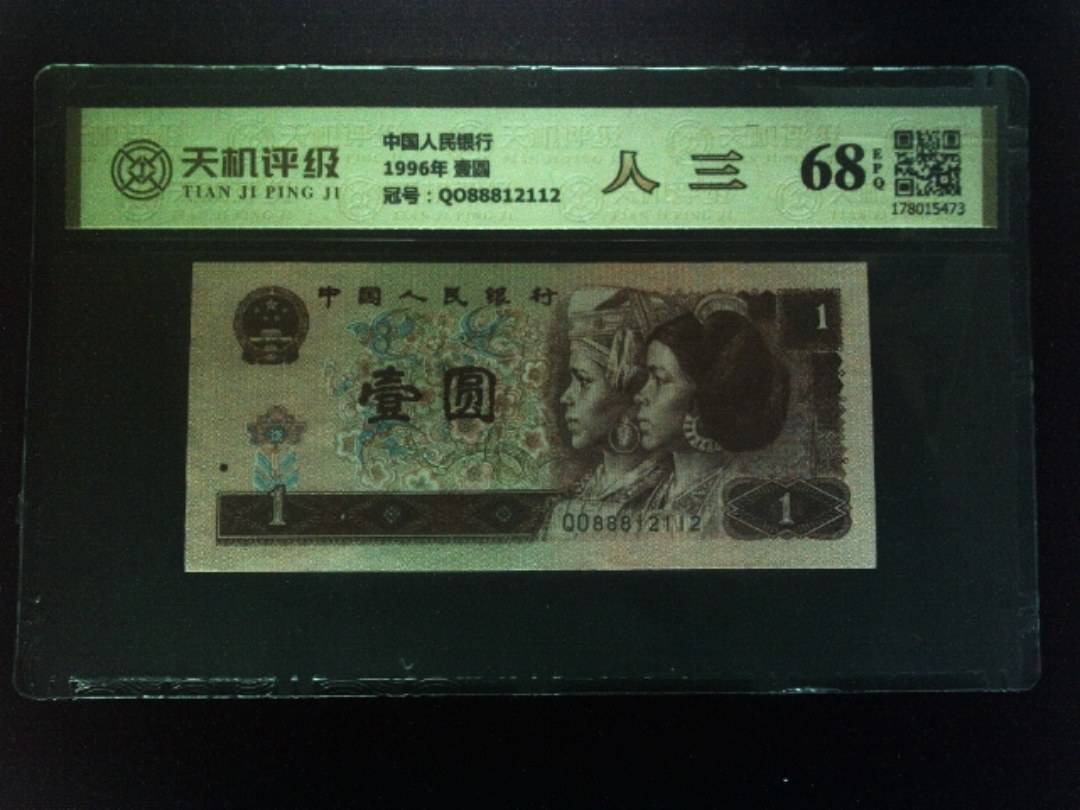 天机评级
TIAN JI PING JI
中国人民银行
1996年 壹圆
冠号：QO88812112
人 三
68
EPQ
178015473
中国人民银行
1
壹圆
1
QO88812112
1